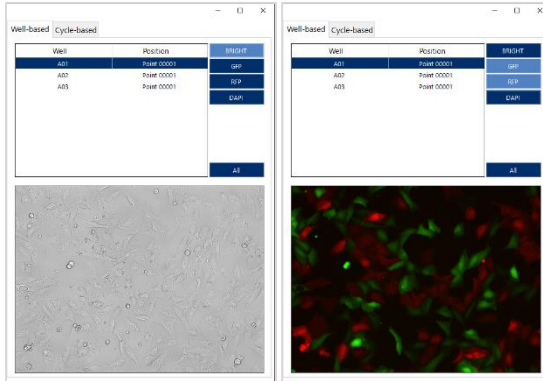 Well-based Cycle-based
Well Position
A01 Point 00001
A02 Point 00001
A03 Point 00001
BRIGHT
GFP
RFP
DAPI
All
Well-based Cycle-based
Well Position
A01 Point 00001
A02 Point 00001
A03 Point 00001
BRIGHT
GFP
RFP
DAPI
All